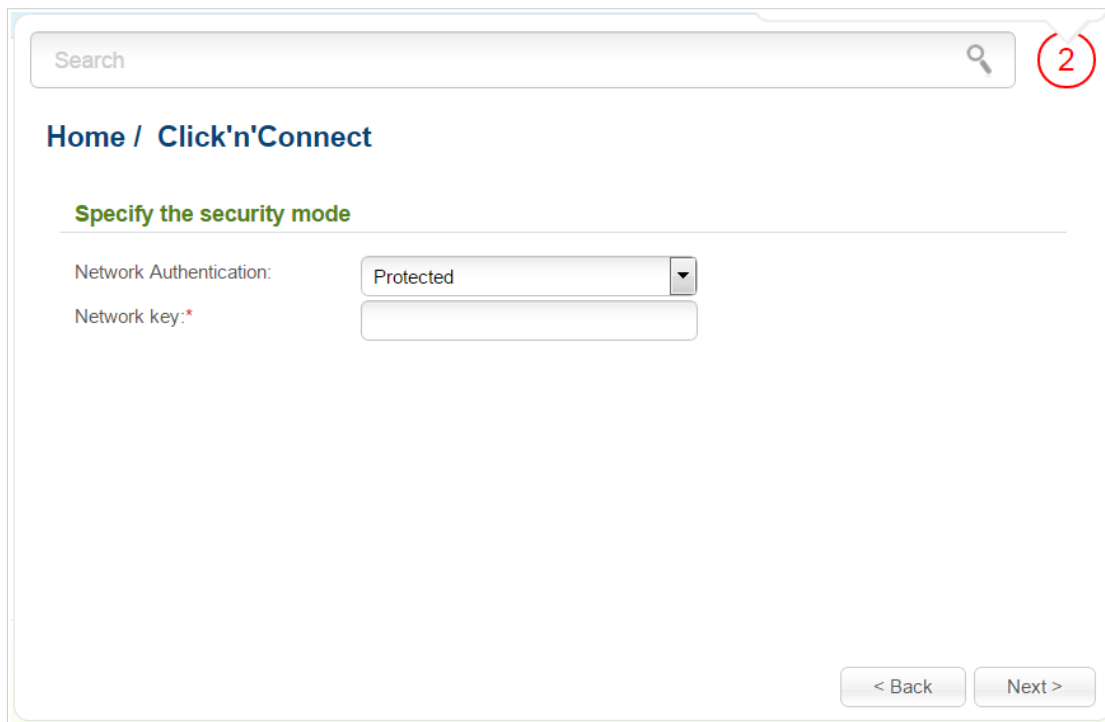 Search
2
Home / Click'n'Connect
Specify the security mode
Network Authentication:
Protected
Network key:*
< Back
Next >